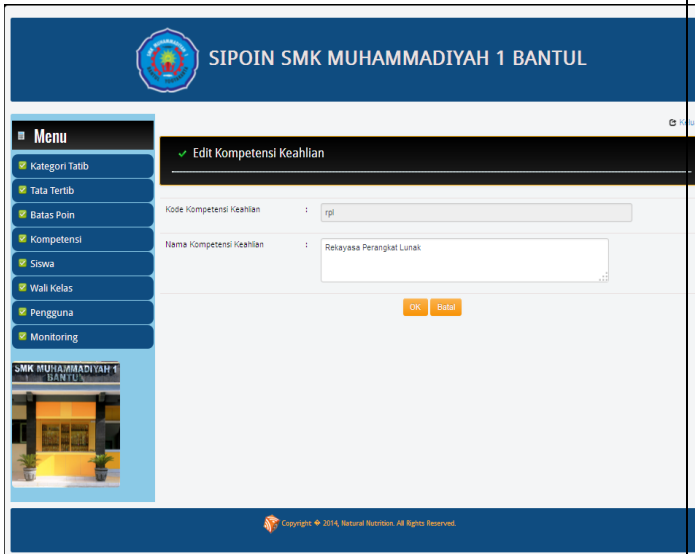 SIPOIN SMK MUHAMMADIYAH 1 BANTUL
Menu
Kategori Tatib
Tata Tertib
Batas Poin
Kompetensi
Siswa
Wali Kelas
Pengguna
Monitoring
SMK MUHAMMADIYAH 1
BANTUL
Edit Kompetensi Keahlian
Kode Kompetensi Keahlian : rpl
Nama Kompetensi Keahlian : Rekayasa Perangkat Lunak
OK Batal
Copyright � 2014, Natural Nutrition. All Rights Reserved.